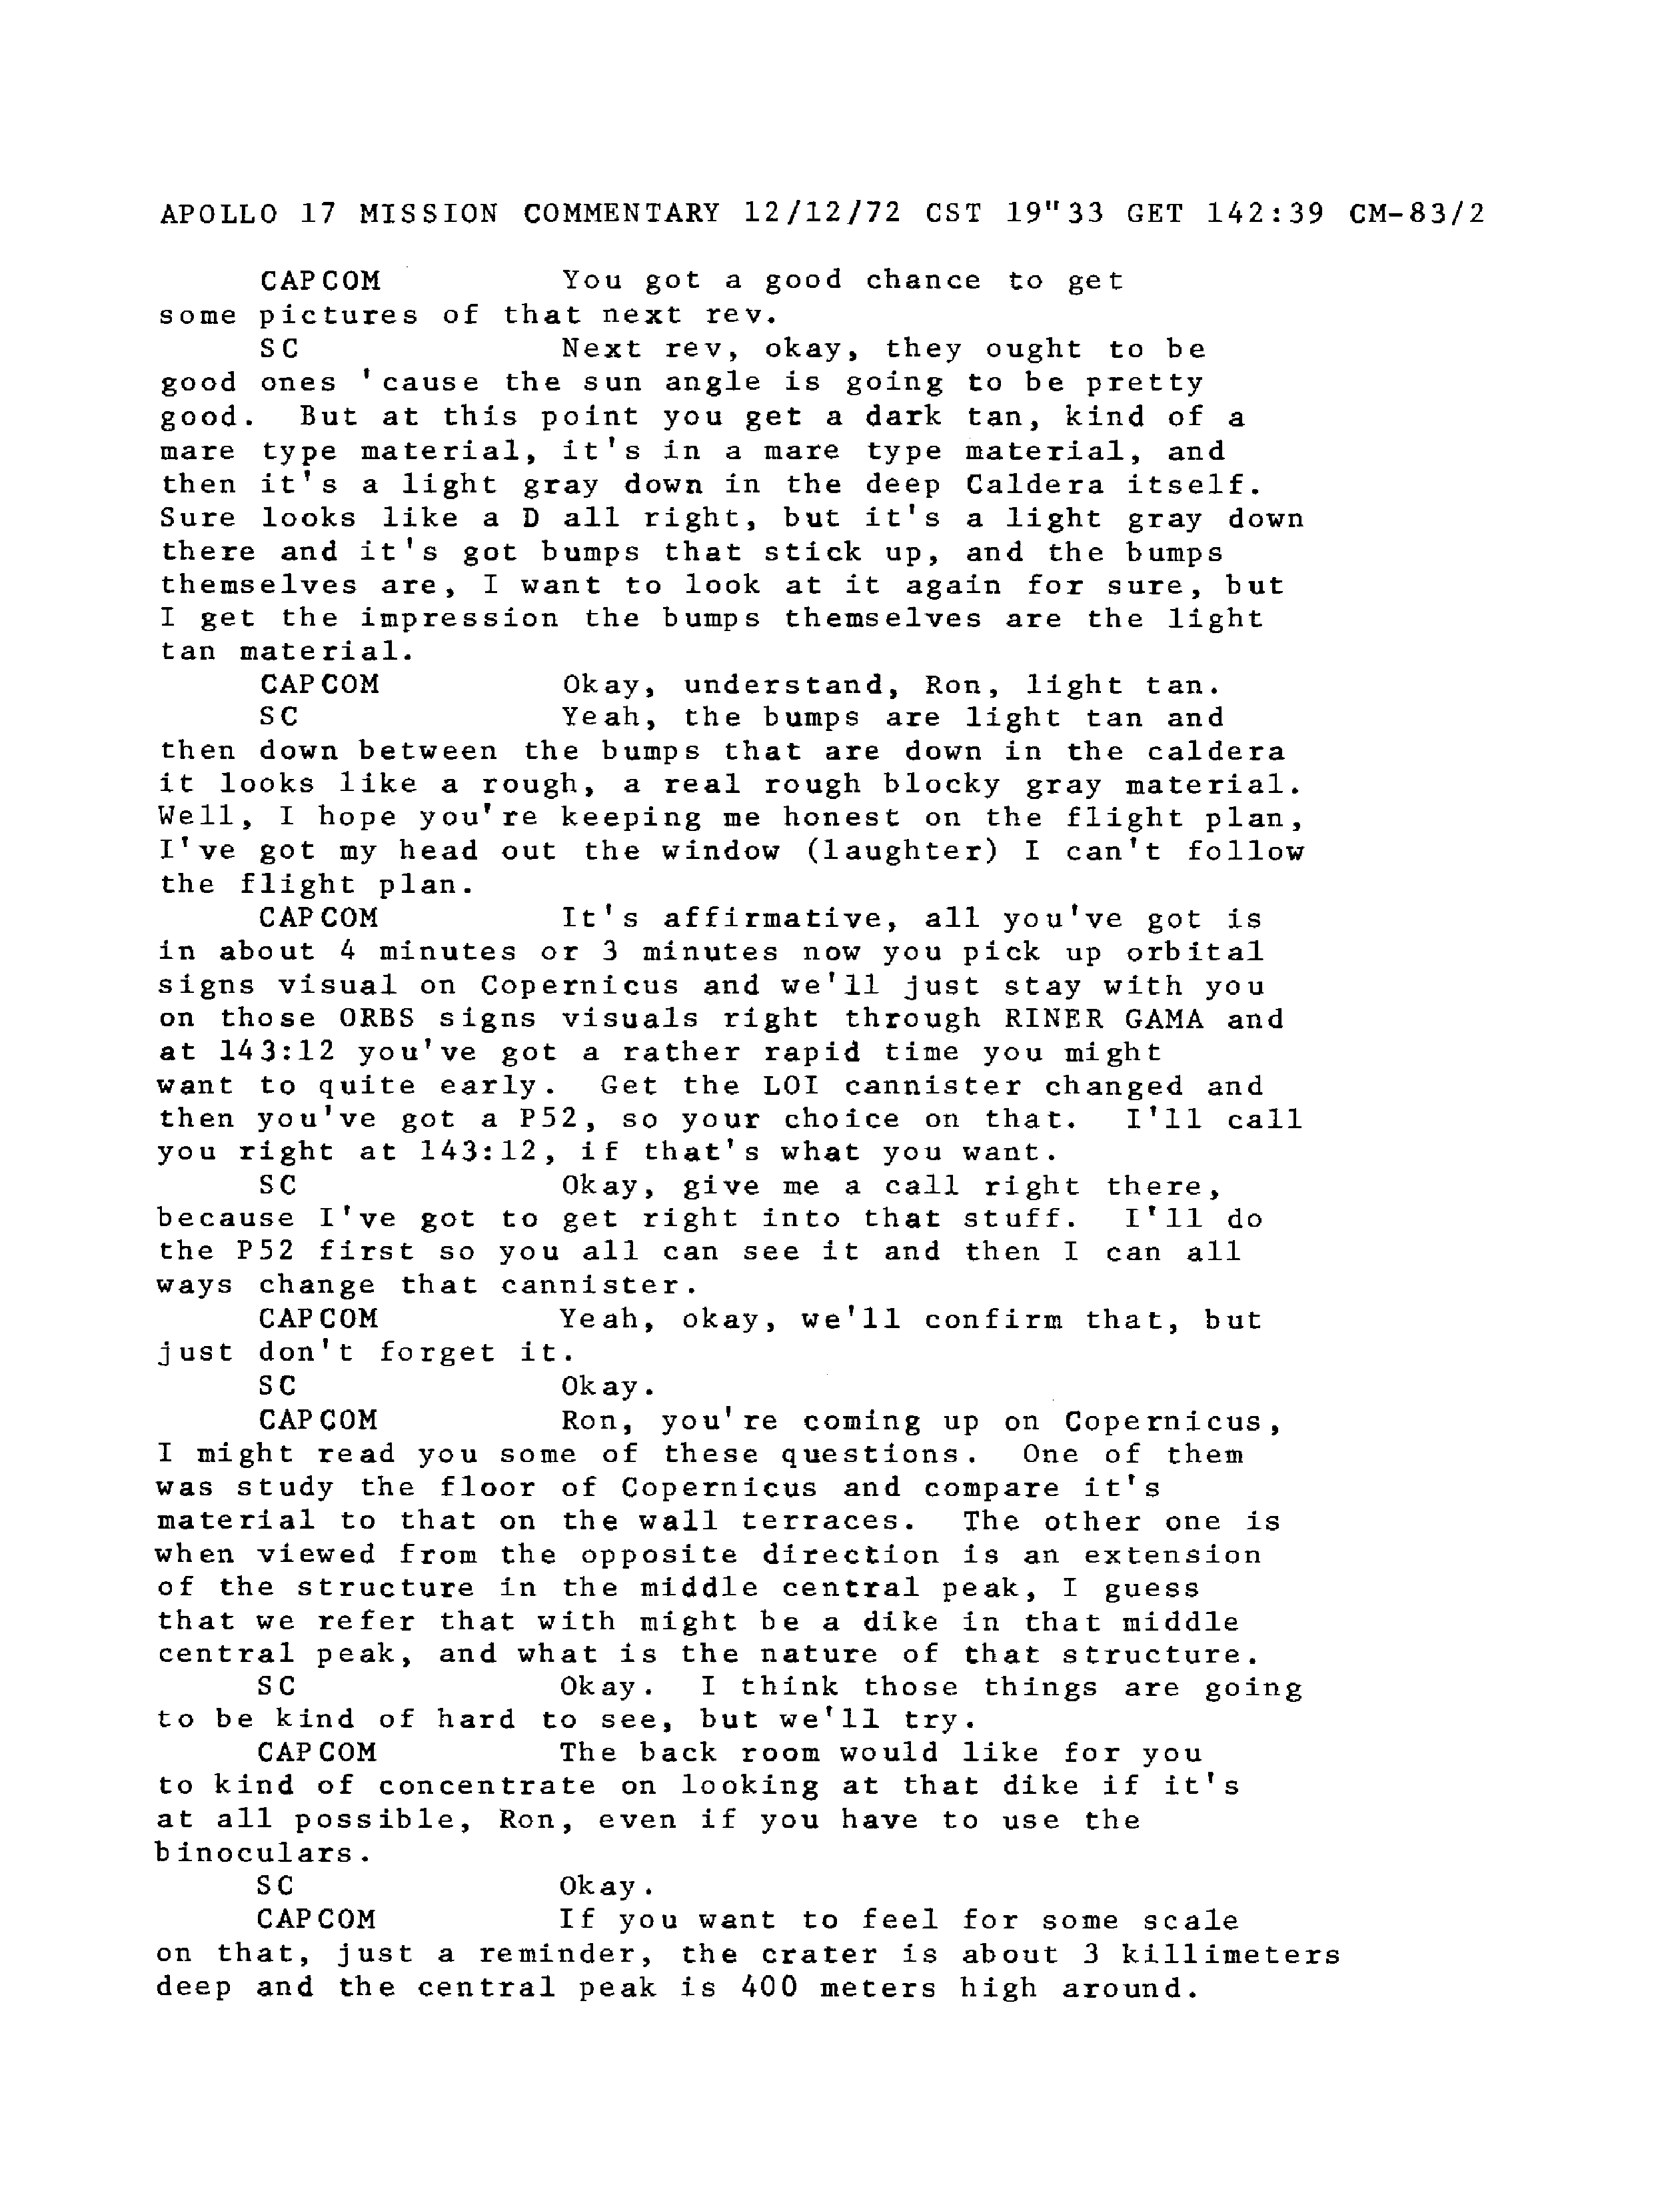 APOLLO 17 MISSION COMMENTARY 12/12/72 CST 19"33 GET 142:39 CM-83/2
CAPCOM You got a good chance to get
some pictures of that next rev.
SC Next rev, okay, they ought to be
good ones 'cause the sun angle is going to be pretty
good. But at this point you get a dark tan, kind of a
mare type material, it's in a mare type material, and
then it's a light gray down in the deep Caldera itself.
Sure looks like a D all right, but it's a light gray down
there and it's got bumps that stick up, and the bumps
themselves are, I want to look at it again for sure, but
I get the impression the bumps themselves are the light
tan material.
CAPCOM Okay, understand, Ron, light tan.
SC Yeah, the bumps are light tan and
then down between the bumps that are down in the caldera
it looks like a rough, a real rough blocky gray material.
Well, I hope you're keeping me honest on the flight plan,
I've got my head out the window (laughter) I can't follow
the flight plan.
CAPCOM It's affirmative, all you've got is
in about 4 minutes or 3 minutes now you pick up orbital
signs visual on Copernicus and we'll just stay with you
on those ORBS signs visuals right through RINER GAMA and
at 143:12 you've got a rather rapid time you might
want to quite early. Get the LOI cannister changed and
then you've got a P52, so your choice on that. I'll call
you right at 143:12, if that's what you want.
SC Okay, give me a call right there,
because I've got to get right into that stuff. I'll do
the P52 first so you all can see it and then I can all
ways change that cannister.
CAPCOM Yeah, okay, we'll confirm that, but
just don't forget it.
SC Okay.
CAPCOM Ron, you're coming up on Copernicus,
I might read you some of these questions. One of them
was study the floor of Copernicus and compare it's
material to that on the wall terraces. The other one is
when viewed from the opposite direction is an extension
of the structure in the middle central peak, I guess
that we refer that with might be a dike in that middle
central peak, and what is the nature of that structure.
SC Okay. I think those things are going
to be kind of hard to see, but we'll try.
CAPCOM The back room would like for you
to kind of concentrate on looking at that dike if it's
at all possible, Ron, even if you have to use the
binoculars.
SC Okay.
CAPCOM If you want to feel for some scale
on that, just a reminder, the crater is about 3 killimeters
deep and the central peak is 400 meters high around.